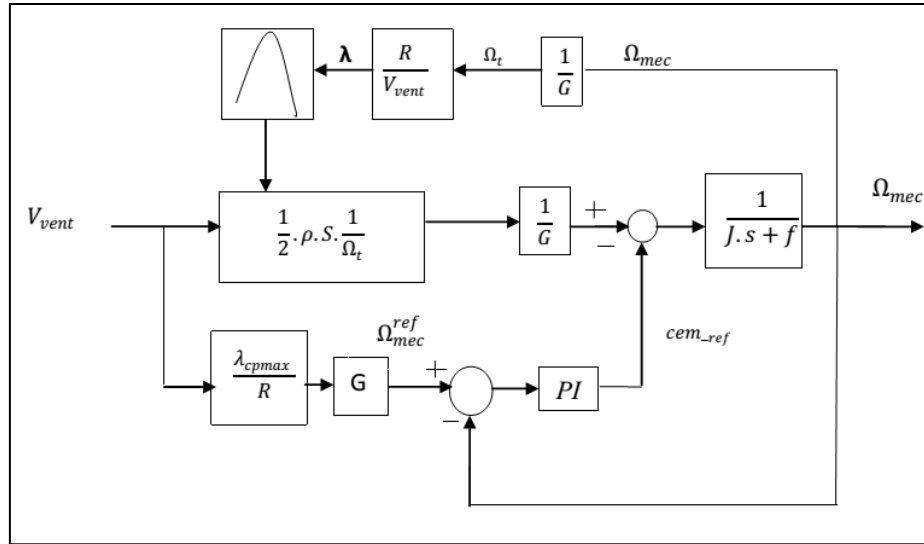 λ
R
V_vent
Ω_t
1
G
Ω_mec
V_vent
1/2 . ρ. S. 1/Ω_t
1
G
+
−
1
J. s + f
Ω_mec
λ_cpmax
R
G
Ω_mec^ref
+
−
PI
cem_ref